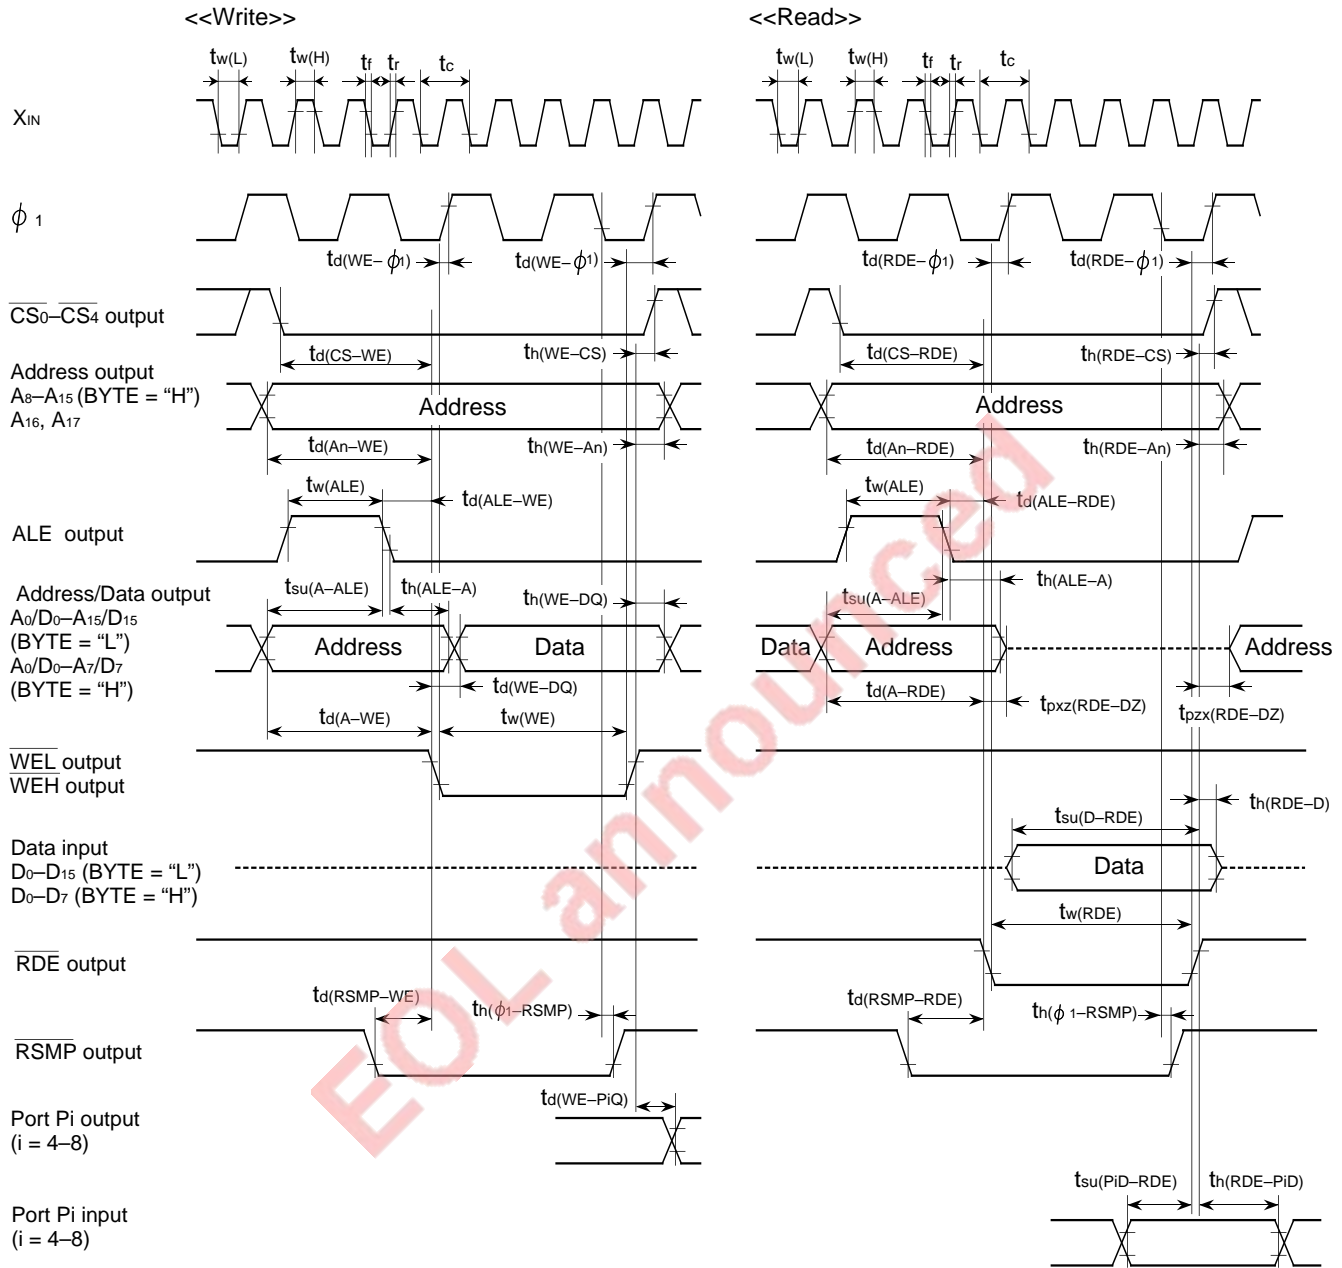 <<Write>> <<Read>>
tw(L) tw(H) tf tr tc tw(L) tw(H) tf tr tc
XIN
ϕ 1
td(WE–ϕ1) td(WE–ϕ1) td(RDE–ϕ1) td(RDE–ϕ1)
CS0–CS4 output
td(CS–WE) th(WE–CS) td(CS–RDE) th(RDE–CS)
Address output
A8–A15 (BYTE = “H”)
A16, A17
Address Address
td(An–WE) th(WE–An) td(An–RDE) th(RDE–An)
tw(ALE) td(ALE–WE) tw(ALE) td(ALE–RDE)
ALE output
tsu(A–ALE) th(ALE–A) th(WE–DQ) tsu(A–ALE) th(ALE–A)
Address/Data output
A0/D0–A15/D15
(BYTE = “L”)
A0/D0–A7/D7
(BYTE = “H”)
Address Data Data Address Address
td(WE–DQ)
td(A–WE) tw(WE) td(A–RDE) tpxz(RDE–DZ) tpzx(RDE–DZ)
WEL output
WEH output
tsu(D–RDE) th(RDE–D)
Data input
D0–D15 (BYTE = “L”)
D0–D7 (BYTE = “H”)
Data
tw(RDE)
RDE output
td(RSMP–WE) th(ϕ1–RSMP) td(RSMP–RDE) th(ϕ 1–RSMP)
RSMP output
td(WE–PiQ)
Port Pi output
(i = 4–8)
tsu(PiD–RDE) th(RDE–PiD)
Port Pi input
(i = 4–8)
EOL announced